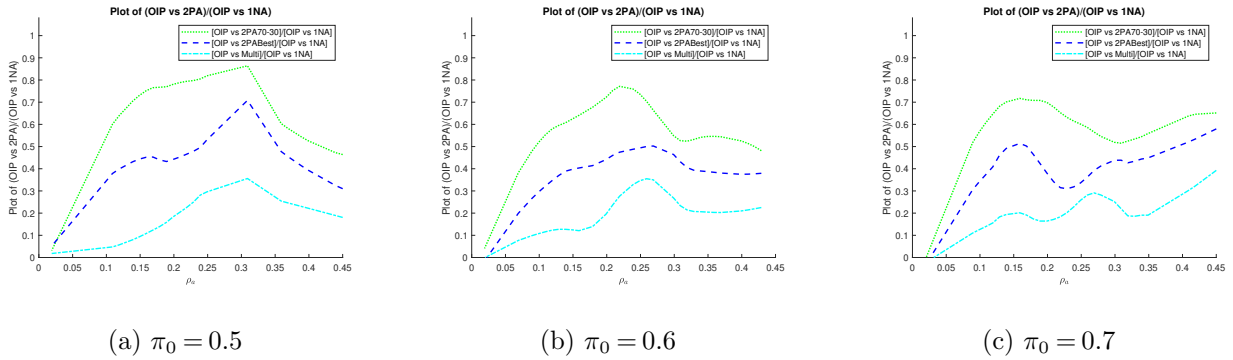 Plot of (OIP vs 2PA)/(OIP vs 1NA)
[OIP vs 2PA70-30]/[OIP vs 1NA]
[OIP vs 2PABest]/[OIP vs 1NA]
[OIP vs Multi]/[OIP vs 1NA]
Plot of (OIP vs 2PA)/(OIP vs 1NA)
1
0.9
0.8
0.7
0.6
0.5
0.4
0.3
0.2
0.1
0
0 0.05 0.1 0.15 0.2 0.25 0.3 0.35 0.4 0.45
ρa
(a) π0 = 0.5
Plot of (OIP vs 2PA)/(OIP vs 1NA)
[OIP vs 2PA70-30]/[OIP vs 1NA]
[OIP vs 2PABest]/[OIP vs 1NA]
[OIP vs Multi]/[OIP vs 1NA]
Plot of (OIP vs 2PA)/(OIP vs 1NA)
1
0.9
0.8
0.7
0.6
0.5
0.4
0.3
0.2
0.1
0
0 0.05 0.1 0.15 0.2 0.25 0.3 0.35 0.4 0.45
ρa
(b) π0 = 0.6
Plot of (OIP vs 2PA)/(OIP vs 1NA)
[OIP vs 2PA70-30]/[OIP vs 1NA]
[OIP vs 2PABest]/[OIP vs 1NA]
[OIP vs Multi]/[OIP vs 1NA]
Plot of (OIP vs 2PA)/(OIP vs 1NA)
1
0.9
0.8
0.7
0.6
0.5
0.4
0.3
0.2
0.1
0
0 0.05 0.1 0.15 0.2 0.25 0.3 0.35 0.4 0.45
ρa
(c) π0 = 0.7